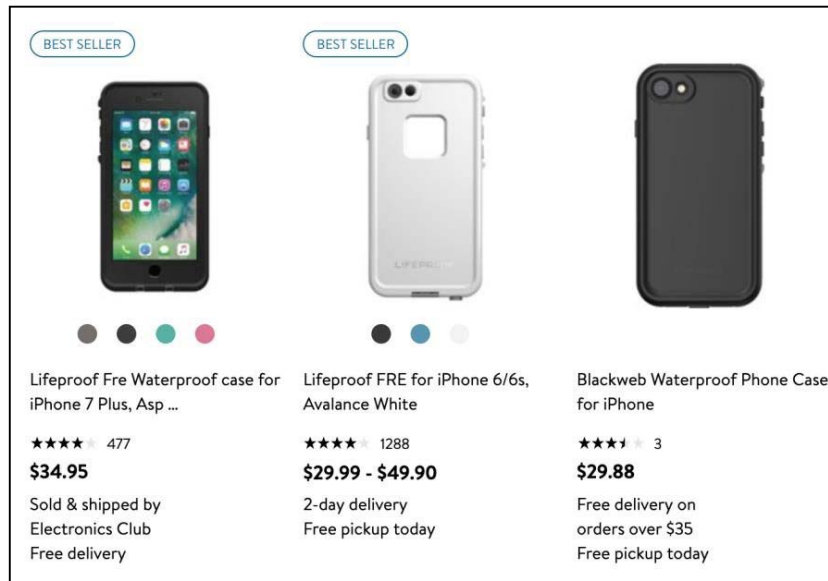 BEST SELLER
BEST SELLER
LIFEPROOF
Lifeproof Fre Waterproof case for
iPhone 7 Plus, Asp ...
477
$34.95
Sold & shipped by
Electronics Club
Free delivery
Lifeproof FRE for iPhone 6/6s,
Avalance White
1288
$29.99 - $49.90
2-day delivery
Free pickup today
Blackweb Waterproof Phone Case
for iPhone
3
$29.88
Free delivery on
orders over $35
Free pickup today